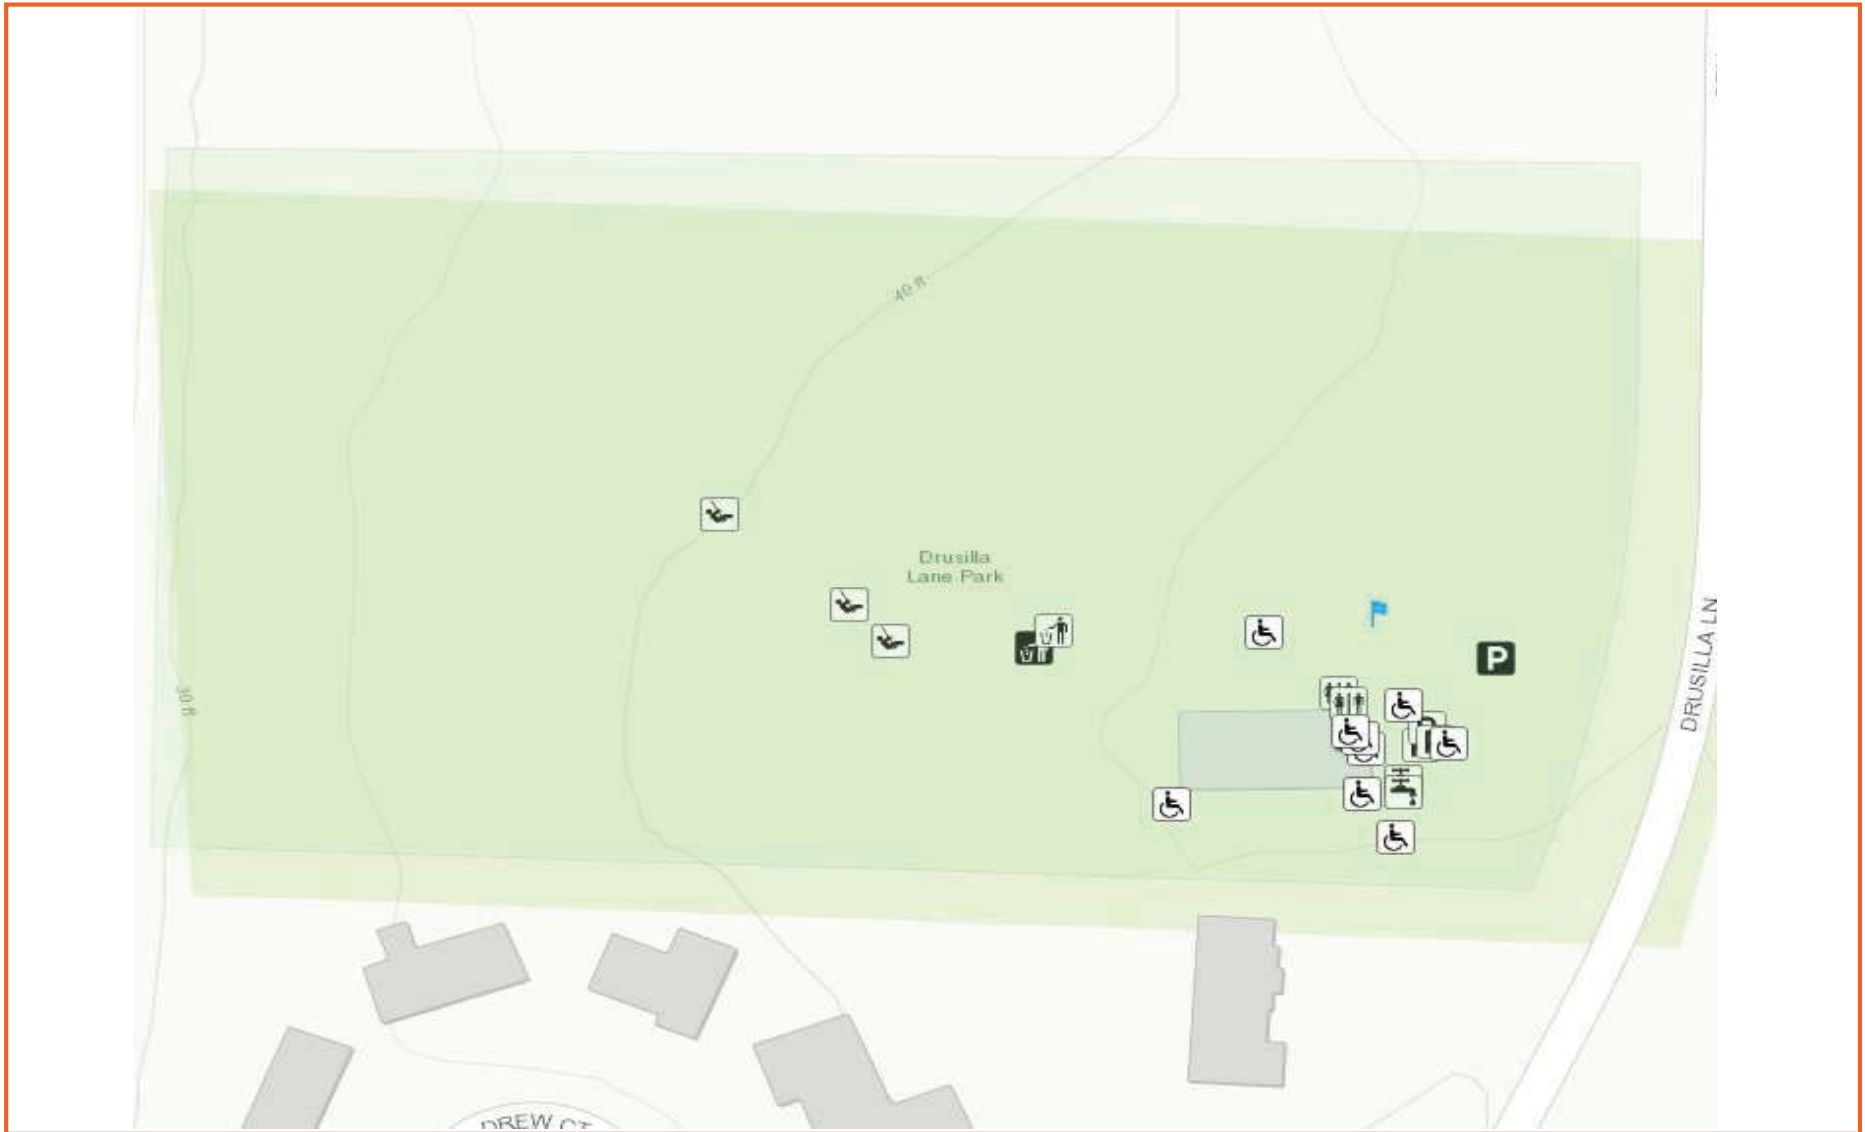 40 ft
Drusilla
Lane Park
P
DRUSILLA LN
30 ft
DREW CT